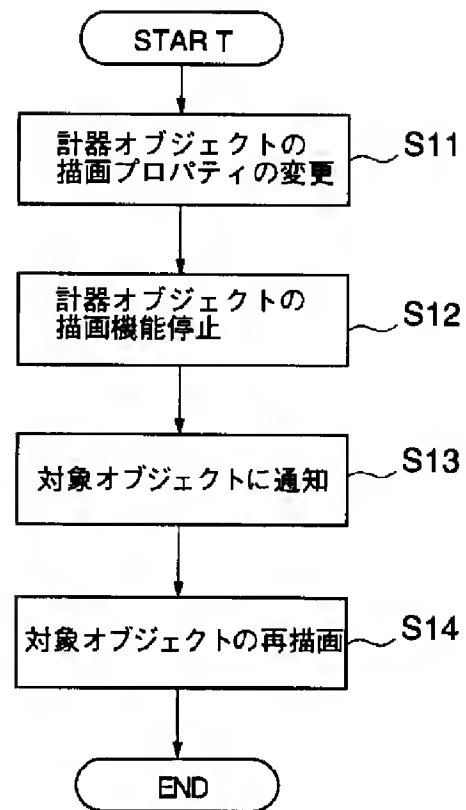 START
計器オブジェクトの
描画プロパティの変更
S11
計器オブジェクトの
描画機能停止
S12
対象オブジェクトに通知
S13
対象オブジェクトの再描画
S14
END